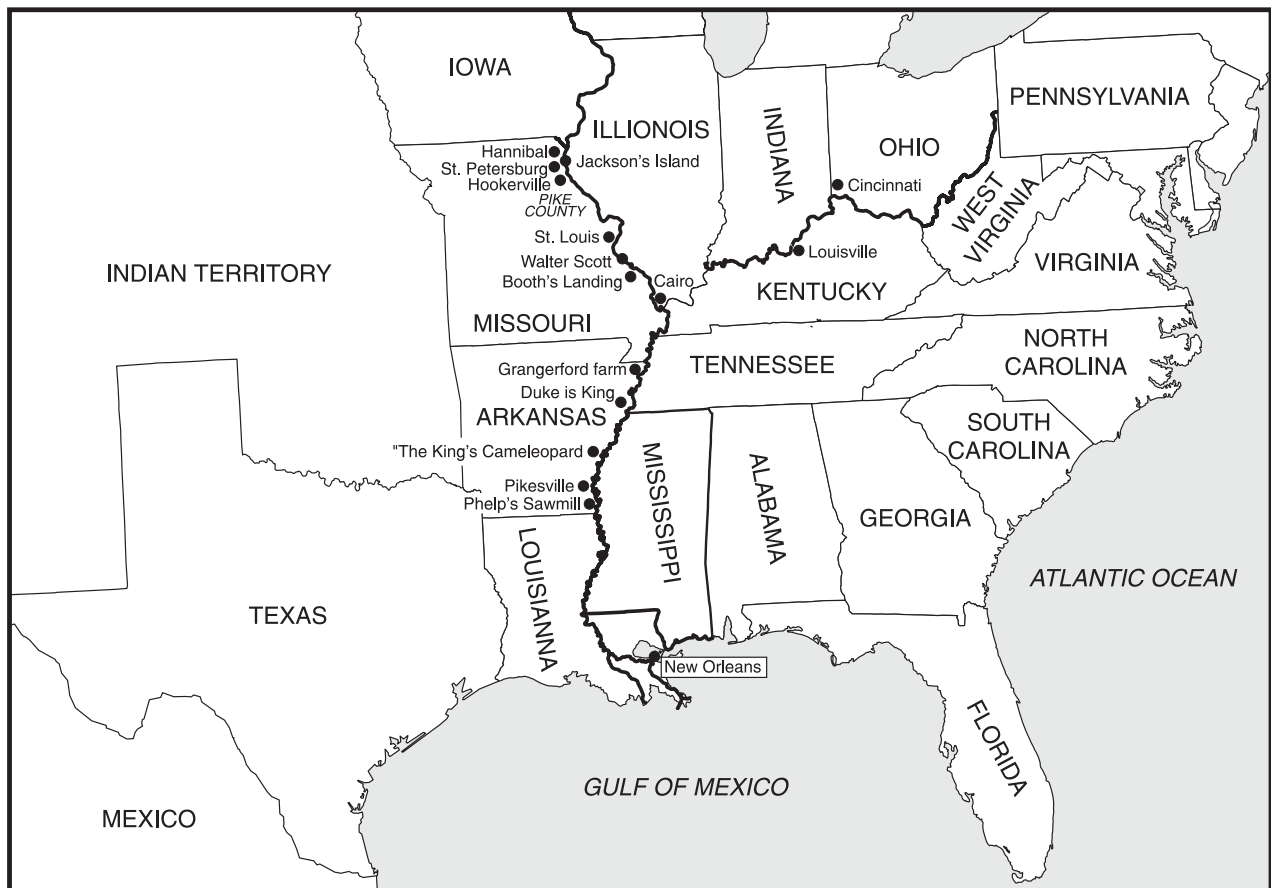 IOWA
PENNSYLVANIA
ILLIONOIS
INDIANA
OHIO
Hannibal
Jackson's Island
St. Petersburg
Hookerville
PIKE
COUNTY
Cincinnati
WEST
VIRGINIA
St. Louis
Louisville
Walter Scott
VIRGINIA
INDIAN TERRITORY
Booth's Landing
Cairo
KENTUCKY
MISSOURI
NORTH
CAROLINA
Grangerford farm
TENNESSEE
Duke is King
ARKANSAS
SOUTH
CAROLINA
"The King's Cameleopard
MISSISSIPPI
ALABAMA
Pikesville
Phelp's Sawmill
GEORGIA
LOUISIANNA
ATLANTIC OCEAN
TEXAS
New Orleans
FLORIDA
GULF OF MEXICO
MEXICO